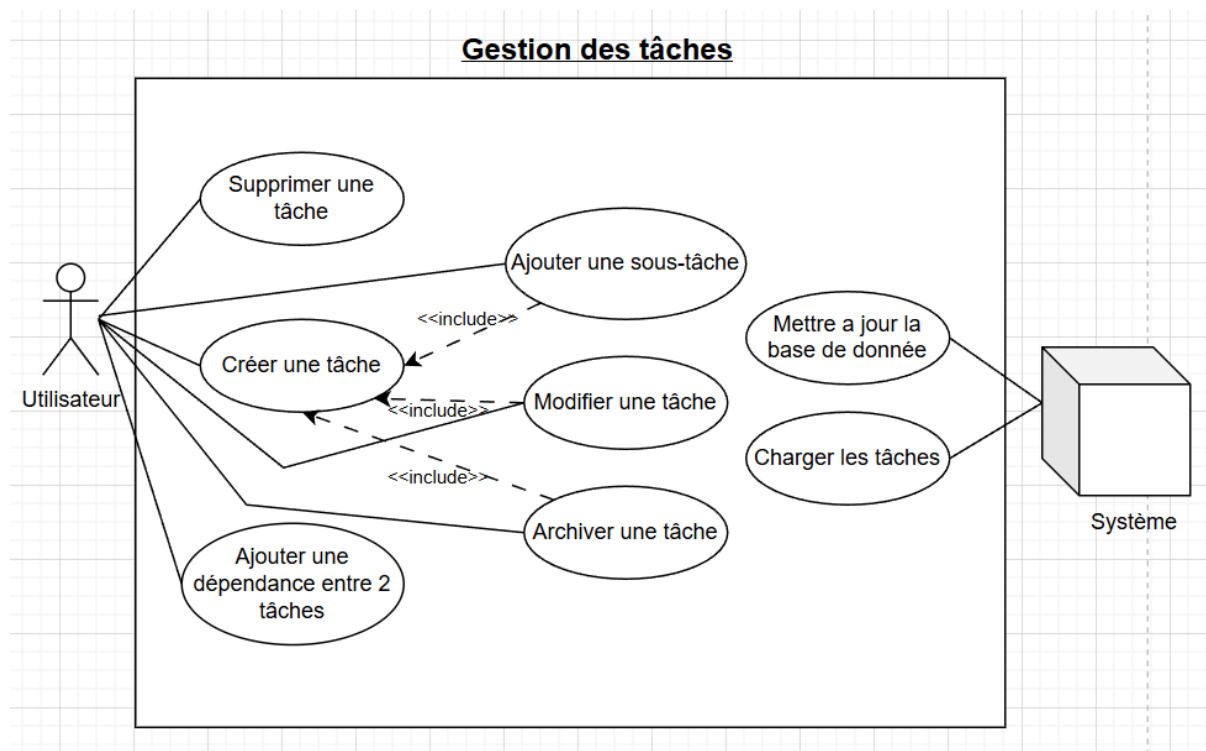 Gestion des tâches
Supprimer une
tâche
Ajouter une sous-tâche
<<include>>
Mettre a jour la
base de donnée
Créer une tâche
Utilisateur
Modifier une tâche
<<include>>
Charger les tâches
<<include>>
Archiver une tâche
Système
Ajouter une
dépendance entre 2
tâches